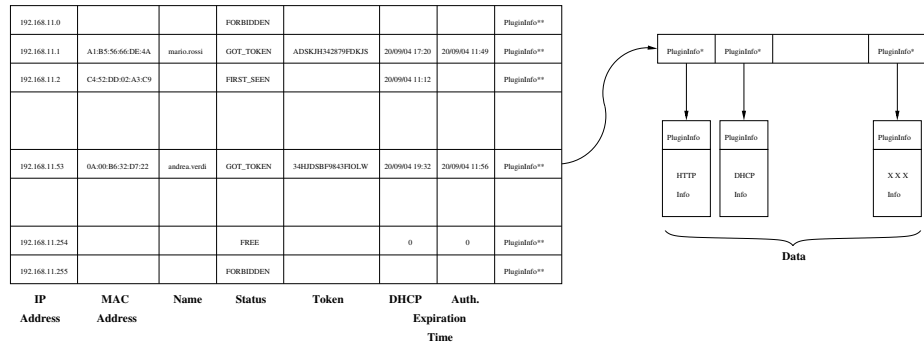 192.168.11.0 FORBIDDEN PluginInfo**
192.168.11.1 A1:B5:56:66:DE:4A mario.rossi GOT_TOKEN ADSKJH342879FDKJS 20/09/04 17:20 20/09/04 11:49 PluginInfo**
192.168.11.2 C4:52:DD:02:A3:C9 FIRST_SEEN 20/09/04 11:12 PluginInfo**
192.168.11.53 0A:00:B6:32:D7:22 andrea.verdi GOT_TOKEN 34HJDSBF9843FIOLW 20/09/04 19:32 20/09/04 11:56 PluginInfo**
192.168.11.254 FREE 0 0 PluginInfo**
192.168.11.255 FORBIDDEN PluginInfo**
IP MAC Name Status Token DHCP Auth.
Address Address Expiration
Time
PluginInfo* PluginInfo* PluginInfo*
PluginInfo PluginInfo PluginInfo
HTTP DHCP X X X
Info Info Info
Data